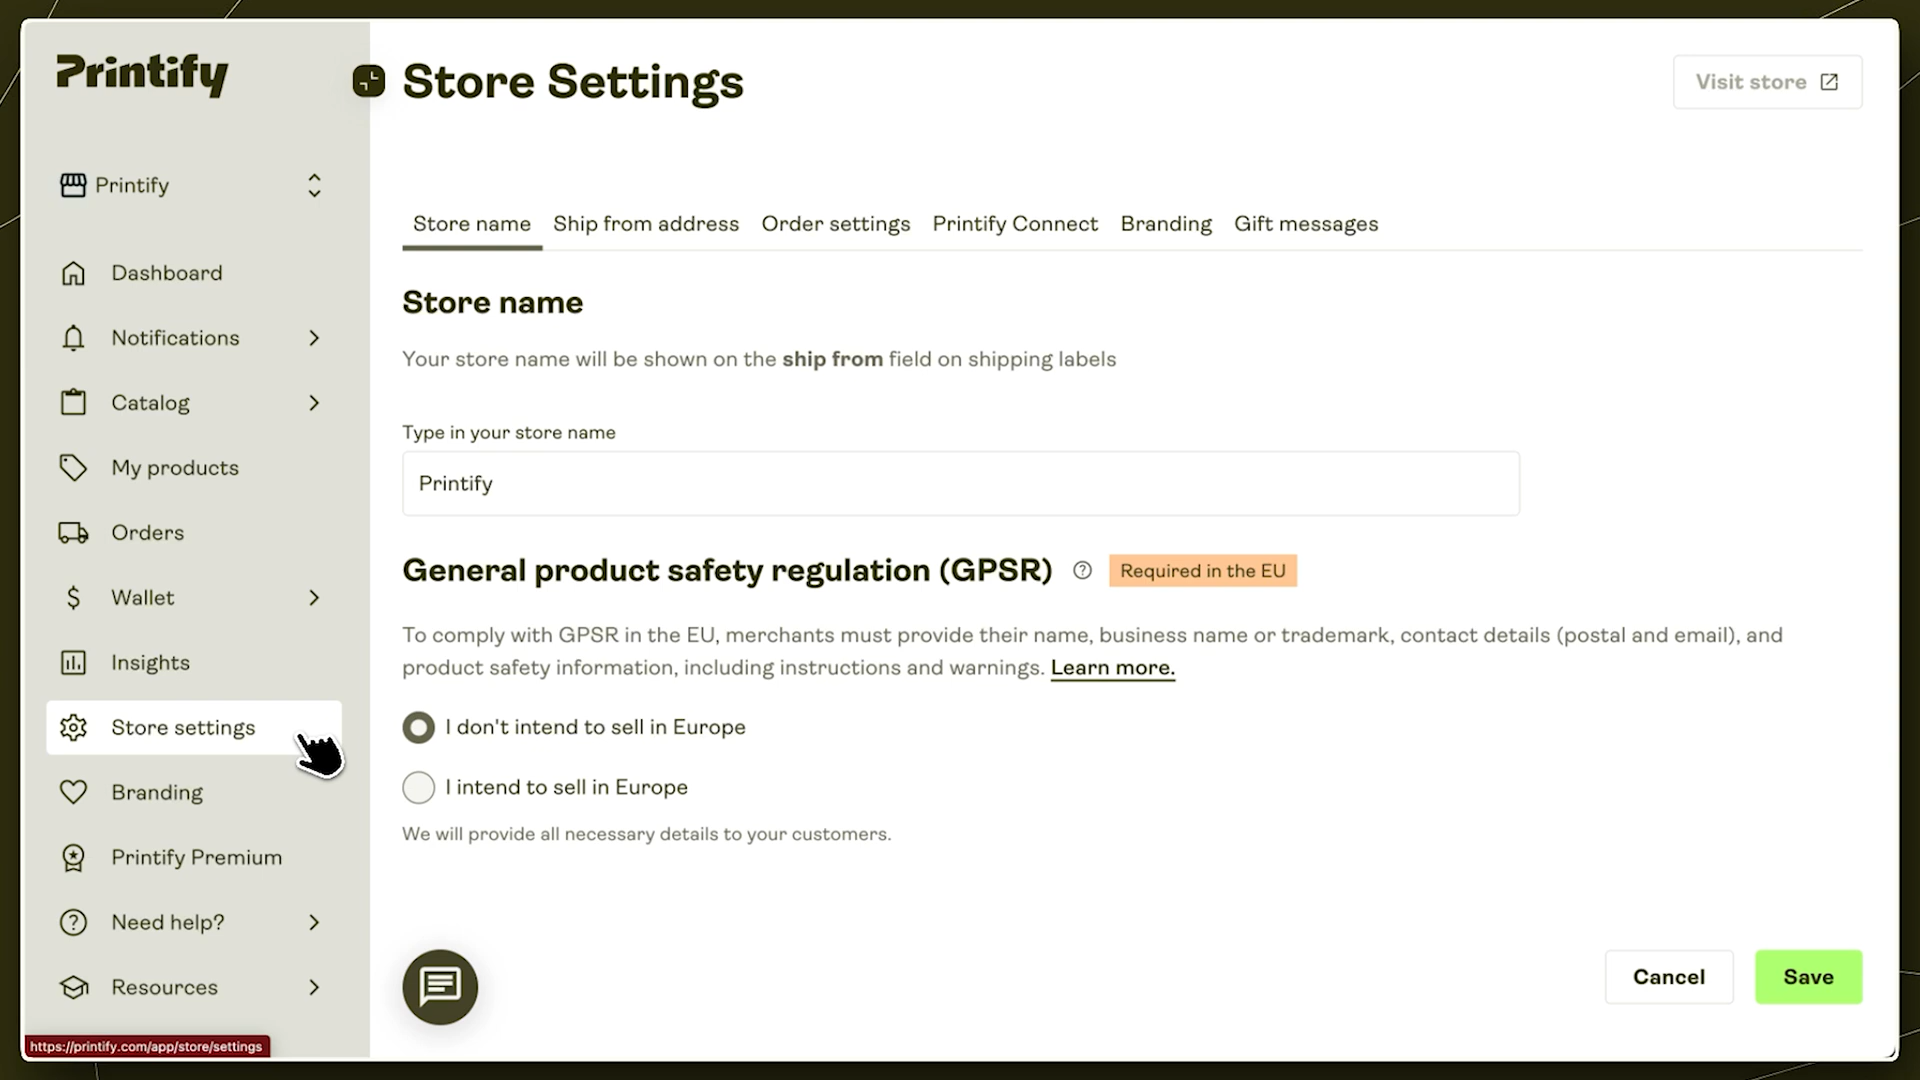 Printify
Store Settings
Visit store
Printify
Store name
Ship from address
Order settings
Printify Connect
Branding
Gift messages
Dashboard
Notifications
Catalog
My products
Orders
Wallet
Insights
Store settings
Branding
Printify Premium
Need help?
Resources
Store name
Your store name will be shown on the ship from field on shipping labels
Type in your store name
Printify
General product safety regulation (GPSR)
Required in the EU
To comply with GPSR in the EU, merchants must provide their name, business name or trademark, contact details (postal and email), and
product safety information, including instructions and warnings. Learn more.
I don't intend to sell in Europe
I intend to sell in Europe
We will provide all necessary details to your customers.
Cancel
Save
https://printify.com/app/store/settings